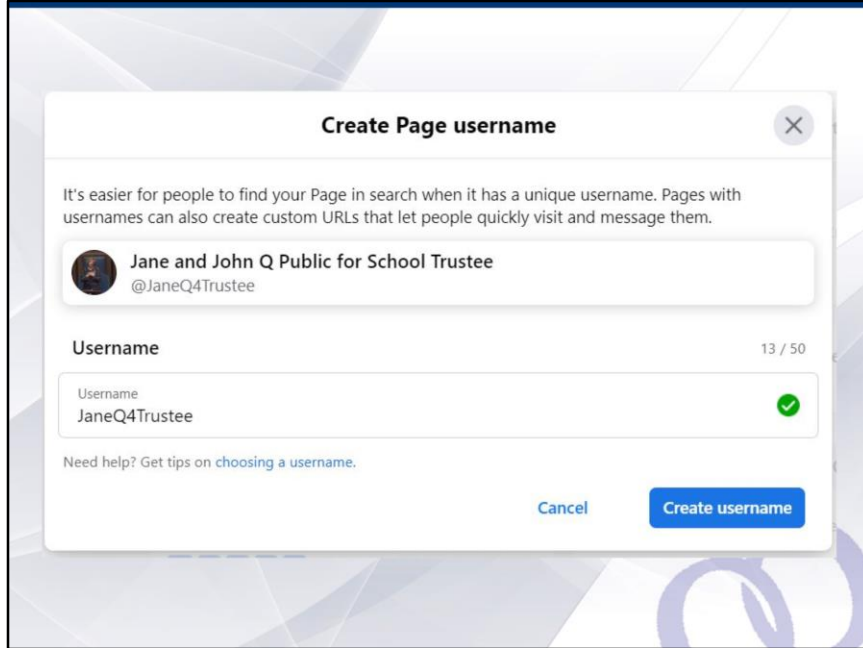 Create Page username
It's easier for people to find your Page in search when it has a unique username. Pages with
usernames can also create custom URLs that let people quickly visit and message them.
Jane and John Q Public for School Trustee
@JaneQ4Trustee
Username
13 / 50
Username
JaneQ4Trustee
Need help? Get tips on choosing a username.
Cancel
Create username